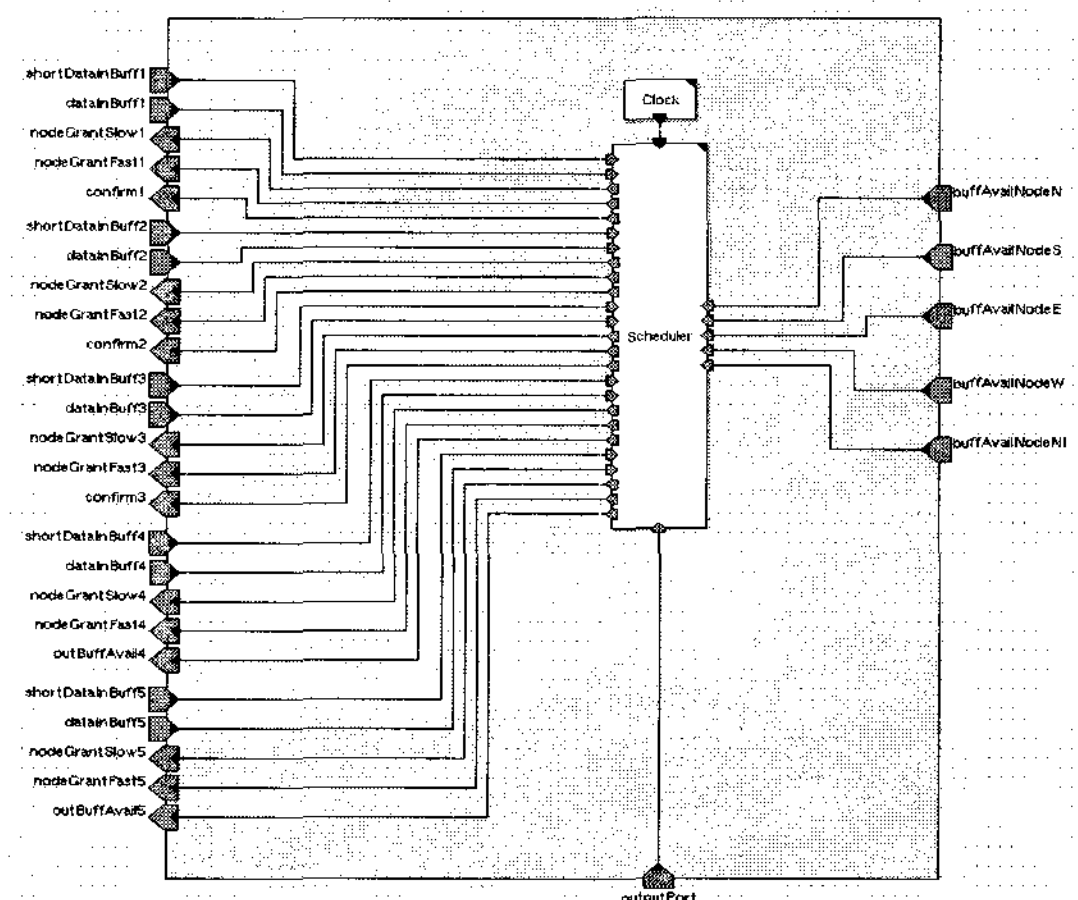 shortDataInBuff1
dataInBuff1
nodeGrantSlow1
nodeGrantFast1
confirm1
shortDataInBuff2
dataInBuff2
nodeGrantSlow2
nodeGrantFast2
confirm2
shortDataInBuff3
dataInBuff3
nodeGrantSlow3
nodeGrantFast3
confirm3
shortDataInBuff4
dataInBuff4
nodeGrantSlow4
nodeGrantFast4
outBuffAvail4
shortDataInBuff5
dataInBuff5
nodeGrantSlow5
nodeGrantFast5
outBuffAvail5
Clock
Scheduler
buffAvailNodeN
buffAvailNodeS
buffAvailNodeE
buffAvailNodeW
buffAvailNodeNI
outputPort